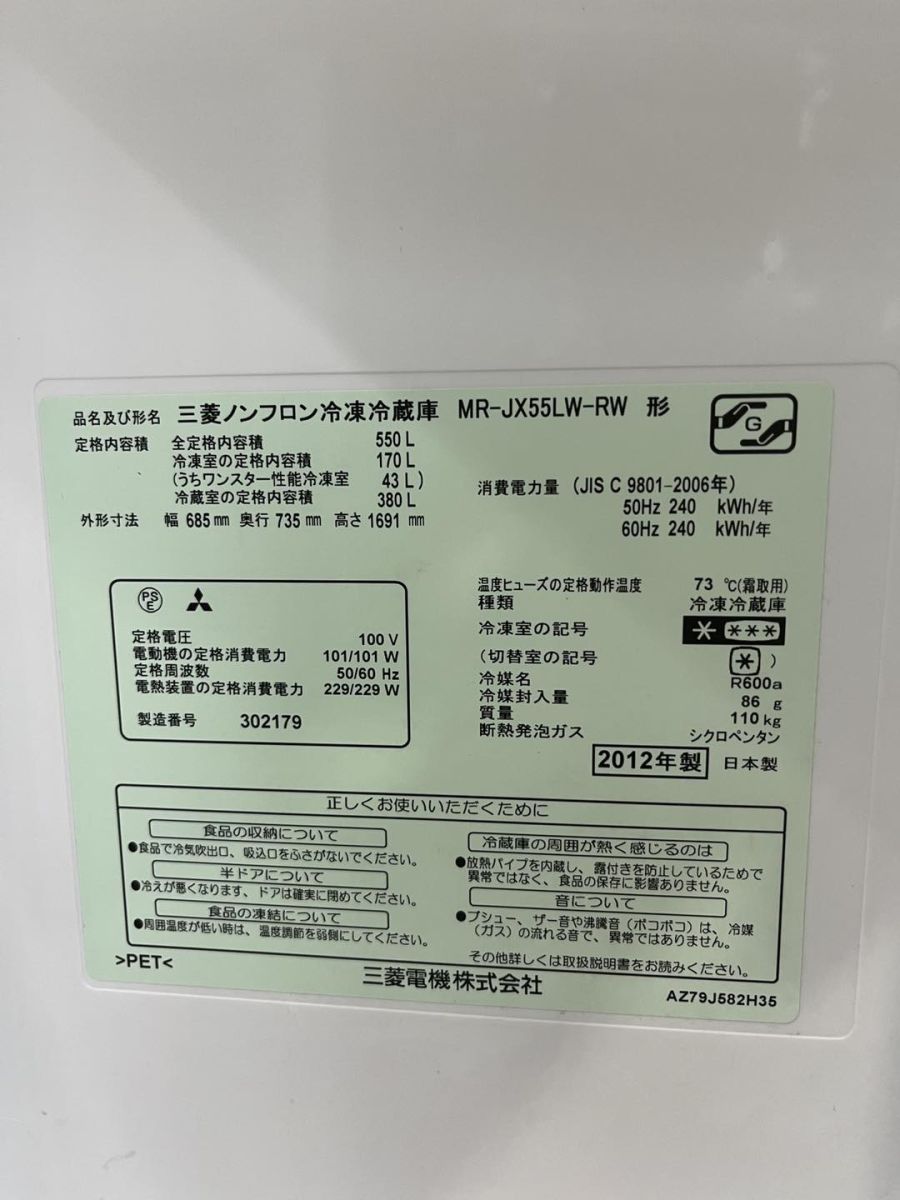 品名及び形名 三菱ノンフロン冷凍冷蔵庫 MR-JX55LW-RW 形
定格内容積 全定格内容積 550 L
冷凍室の定格内容積 170 L
(うちワンスター性能冷凍室 43 L)
冷蔵室の定格内容積 380 L
外形寸法 幅 685 mm 奥行 735 mm 高さ 1691 mm
G
消費電力量 (JIS C 9801-2006年)
50Hz 240 kWh/年
60Hz 240 kWh/年
PSE
定格電圧 100 V
電動機の定格消費電力 101/101 W
定格周波数 50/60 Hz
電熱装置の定格消費電力 229/229 W
製造番号 302179
温度ヒューズの定格動作温度 73 ℃(霜取用)
種類 冷凍冷蔵庫
冷凍室の記号 * ***
(切替室の記号 * )
冷媒名 R600a
冷媒封入量 86 g
質量 110 kg
断熱発泡ガス シクロペンタン
2012年製 日本製
正しくお使いいただくために
食品の収納について
●食品で冷気吹出口、吸込口をふさがないでください。
半ドアについて
●冷えが悪くなります、ドアは確実に閉めてください。
食品の凍結について
●周囲温度が低い時は、温度調節を弱側にしてください。
冷蔵庫の周囲が熱く感じるのは
●放熱パイプを内蔵し、露付きを防止しているためで
異常ではなく、食品の保存に影響ありません。
音について
●プシュー、ザー音や沸騰音(ポコポコ)は、冷媒
(ガス)の流れる音で、異常ではありません。
その他詳しくは取扱説明書をお読みください。
>PET<
三菱電機株式会社
AZ79J582H35